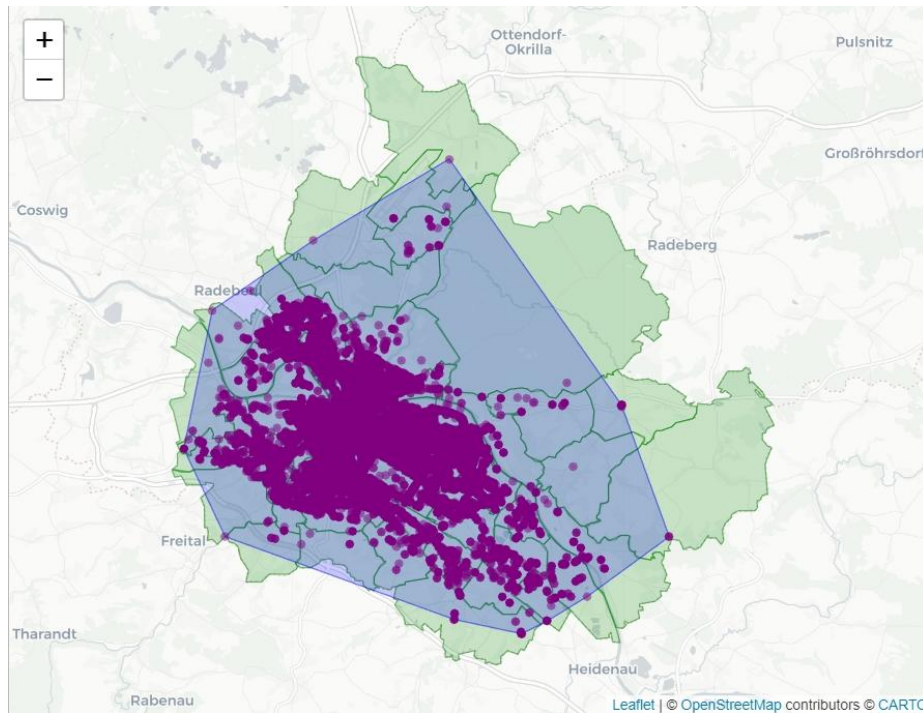 +
−
Ottendorf-
Okrilla
Pulsnitz
Großröhrsdorf
Coswig
Radeberg
Radebeul
Freital
Tharandt
Heidenau
Rabenau
Leaflet | © OpenStreetMap contributors © CARTO